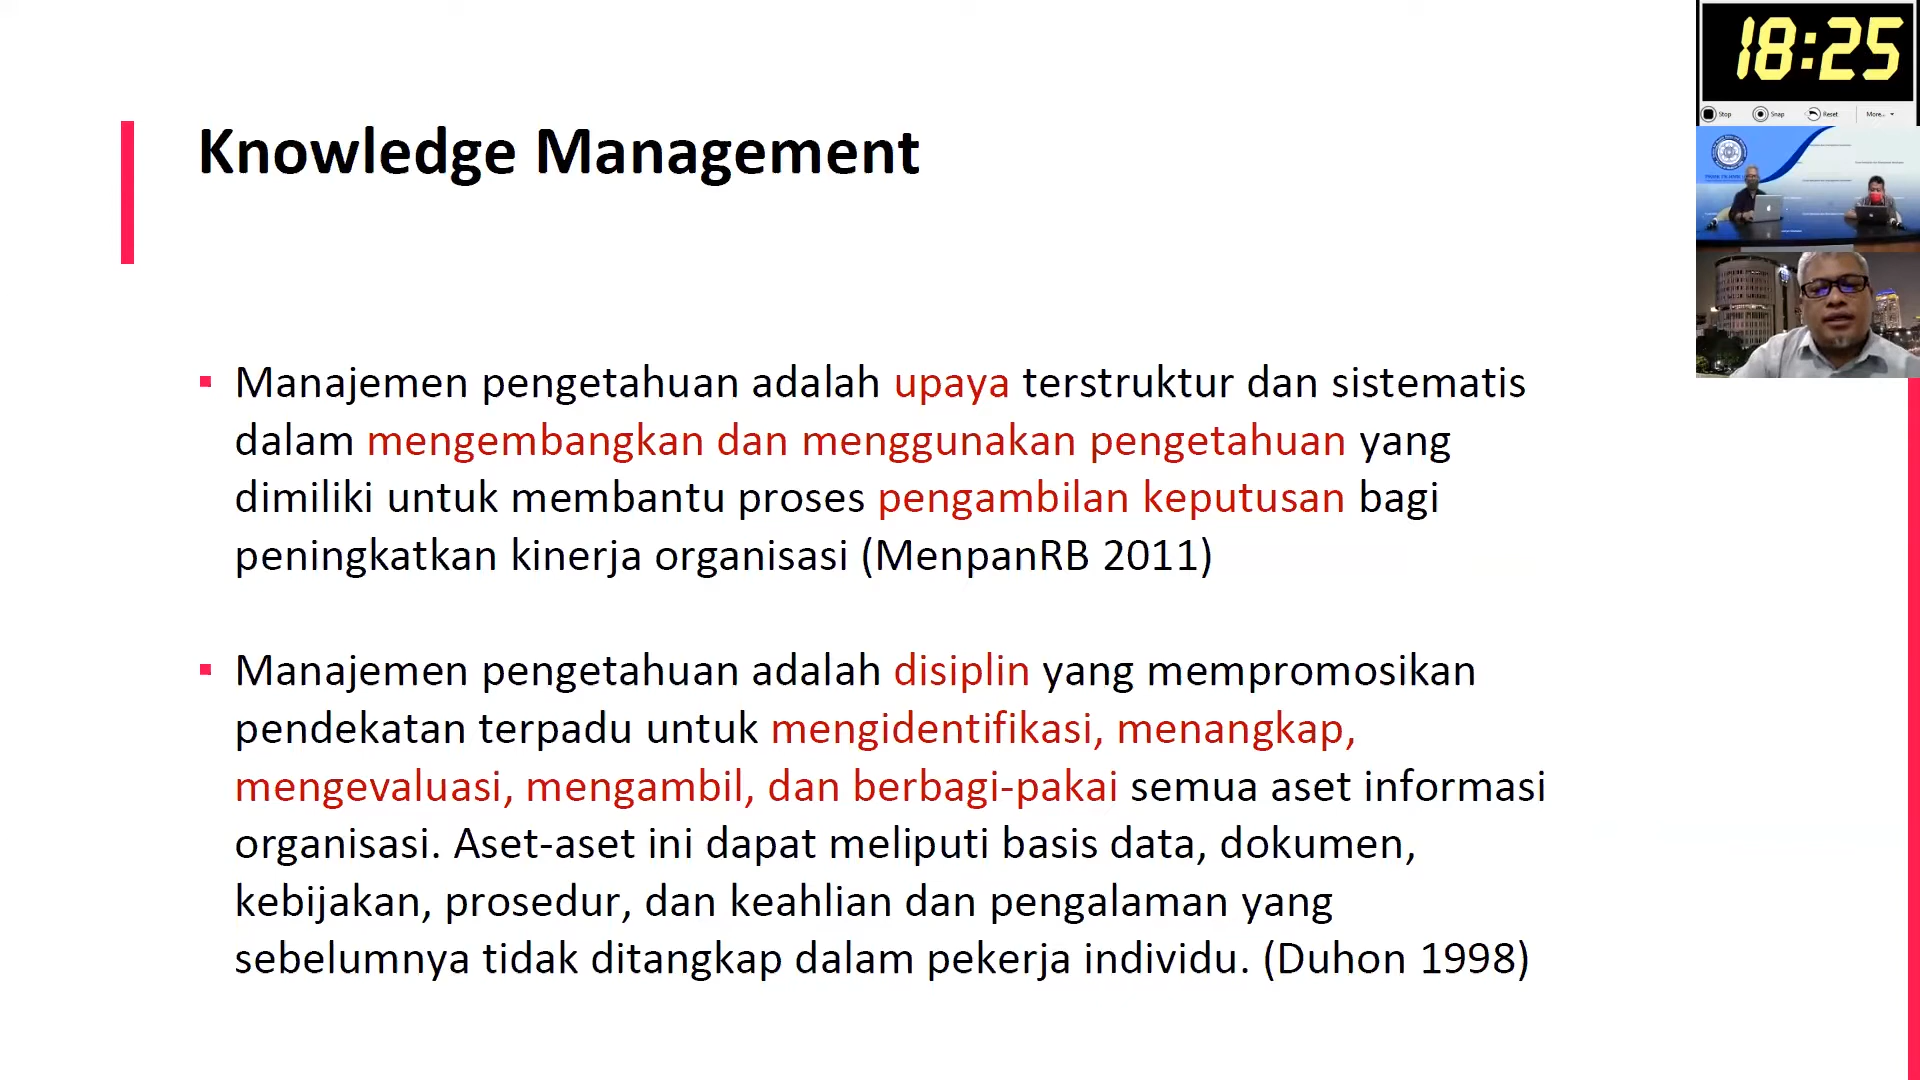 18:25
Stop Snap Reset More...
Knowledge Management
Manajemen pengetahuan adalah upaya terstruktur dan sistematis
dalam mengembangkan dan menggunakan pengetahuan yang
dimiliki untuk membantu proses pengambilan keputusan bagi
peningkatkan kinerja organisasi (MenpanRB 2011)
Manajemen pengetahuan adalah disiplin yang mempromosikan
pendekatan terpadu untuk mengidentifikasi, menangkap,
mengevaluasi, mengambil, dan berbagi-pakai semua aset informasi
organisasi. Aset-aset ini dapat meliputi basis data, dokumen,
kebijakan, prosedur, dan keahlian dan pengalaman yang
sebelumnya tidak ditangkap dalam pekerja individu. (Duhon 1998)